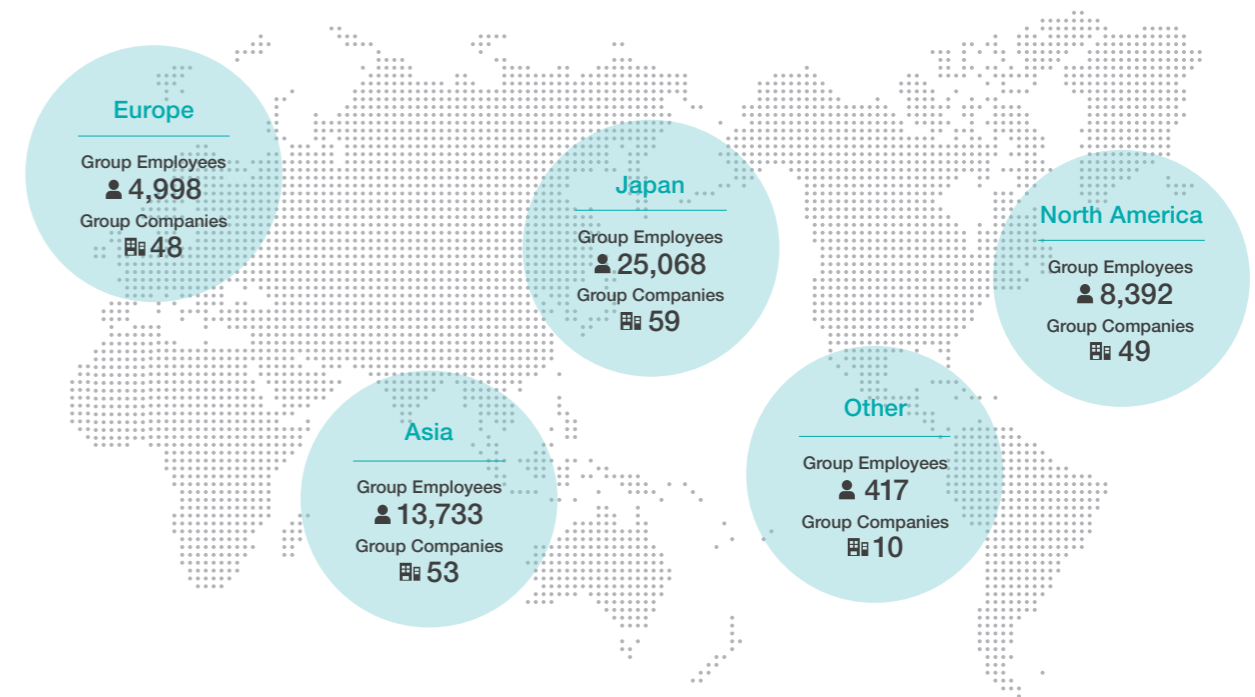 Europe
Group Employees
4,998
Group Companies
48
Japan
Group Employees
25,068
Group Companies
59
North America
Group Employees
8,392
Group Companies
49
Asia
Group Employees
13,733
Group Companies
53
Other
Group Employees
417
Group Companies
10